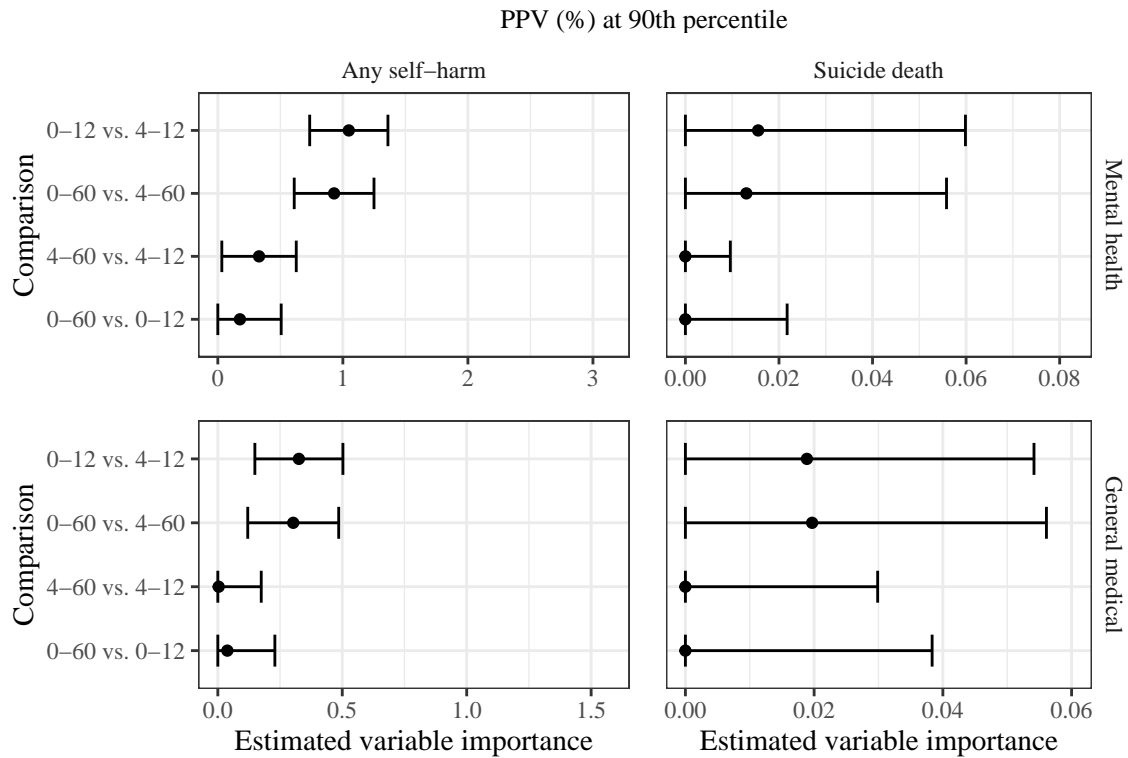 PPV (%) at 90th percentile
Any self−harm
Suicide death
Comparison
0−12 vs. 4−12
0−60 vs. 4−60
4−60 vs. 4−12
0−60 vs. 0−12
Mental health
0
1
2
3
0.00
0.02
0.04
0.06
0.08
Comparison
0−12 vs. 4−12
0−60 vs. 4−60
4−60 vs. 4−12
0−60 vs. 0−12
General medical
0.0
0.5
1.0
1.5
0.00
0.02
0.04
0.06
Estimated variable importance
Estimated variable importance